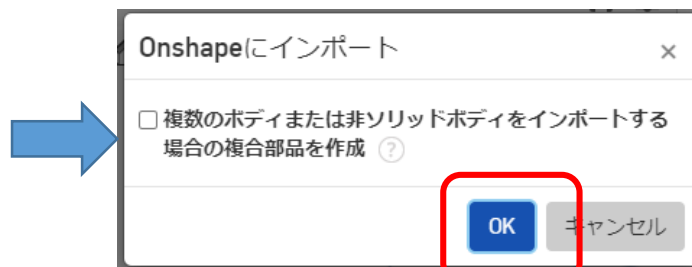 Onshapeにインポート ×
複数のボディまたは非ソリッドボディをインポートする
場合の複合部品を作成 ?
OK キャンセル